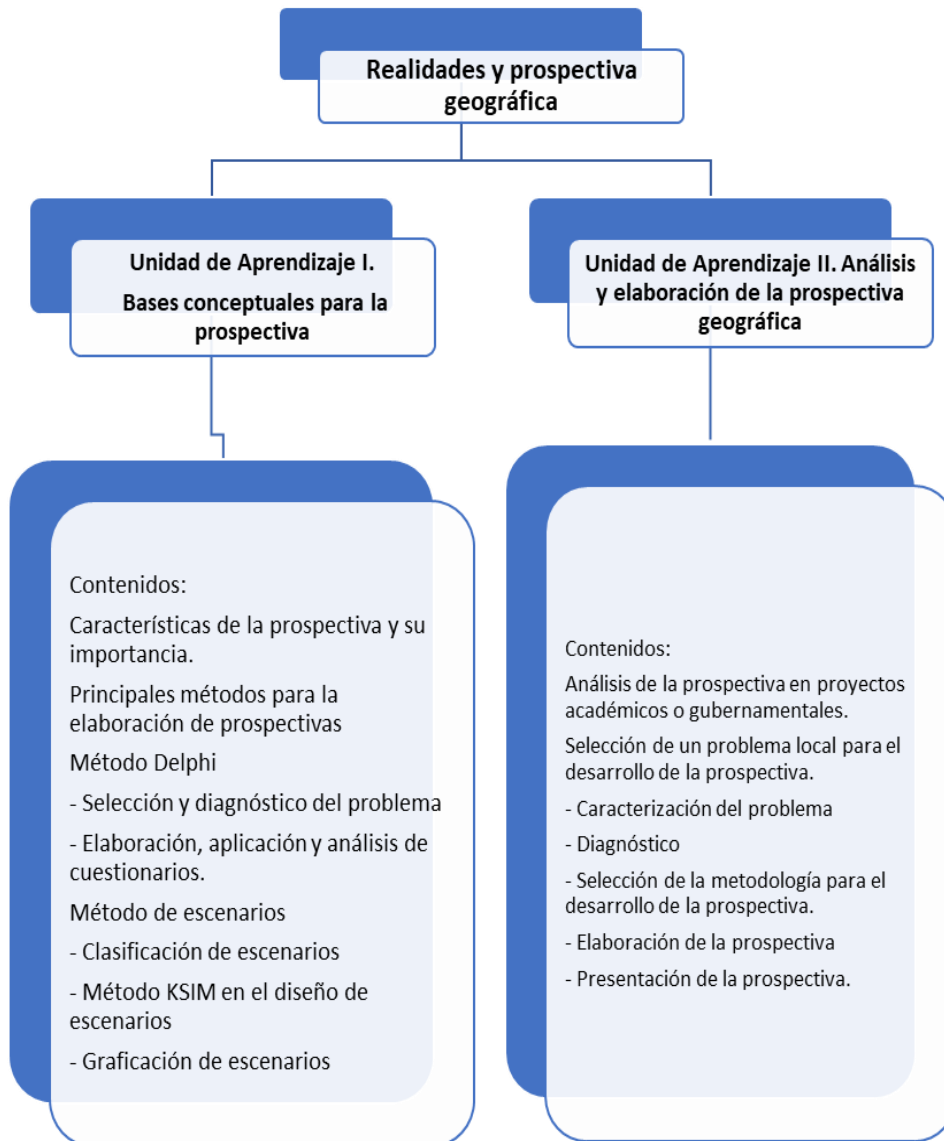 Realidades y prospectiva
geográfica
Unidad de Aprendizaje I.
Bases conceptuales para la
prospectiva
Unidad de Aprendizaje II. Análisis
y elaboración de la prospectiva
geográfica
Contenidos:
Características de la prospectiva y su
importancia.
Principales métodos para la
elaboración de prospectivas
Método Delphi
- Selección y diagnóstico del problema
- Elaboración, aplicación y análisis de
cuestionarios.
Método de escenarios
- Clasificación de escenarios
- Método KSIM en el diseño de
escenarios
- Graficación de escenarios
Contenidos:
Análisis de la prospectiva en proyectos
académicos o gubernamentales.
Selección de un problema local para el
desarrollo de la prospectiva.
- Caracterización del problema
- Diagnóstico
- Selección de la metodología para el
desarrollo de la prospectiva.
- Elaboración de la prospectiva
- Presentación de la prospectiva.